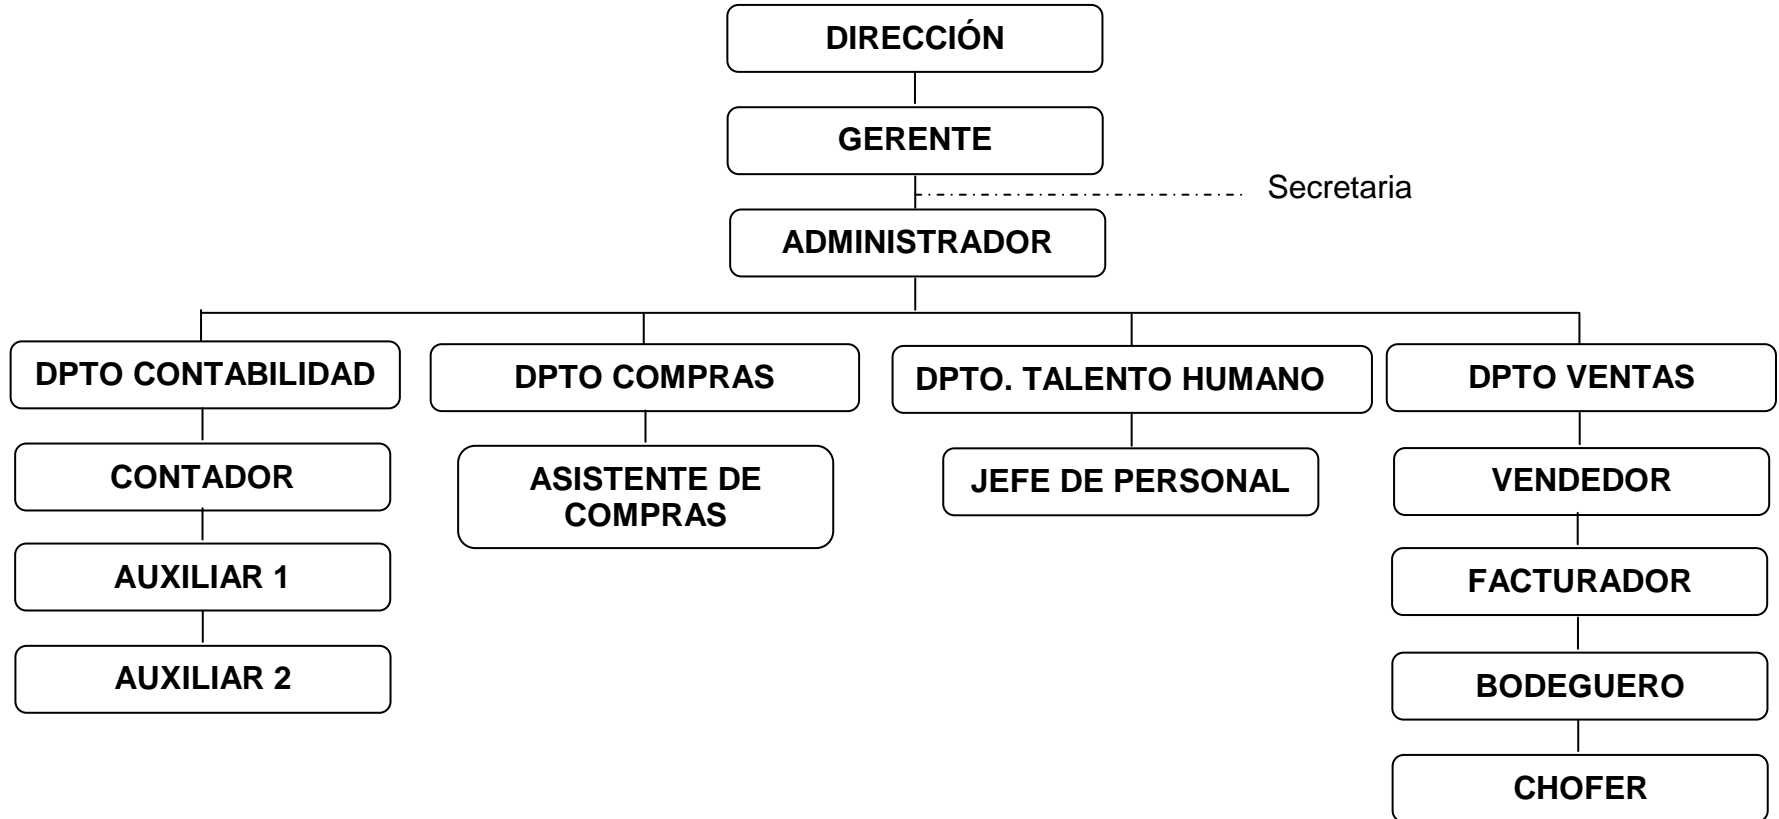 DIRECCIÓN
GERENTE
Secretaria
ADMINISTRADOR
DPTO CONTABILIDAD
DPTO COMPRAS
DPTO. TALENTO HUMANO
DPTO VENTAS
CONTADOR
ASISTENTE DE
COMPRAS
JEFE DE PERSONAL
VENDEDOR
AUXILIAR 1
FACTURADOR
AUXILIAR 2
BODEGUERO
CHOFER